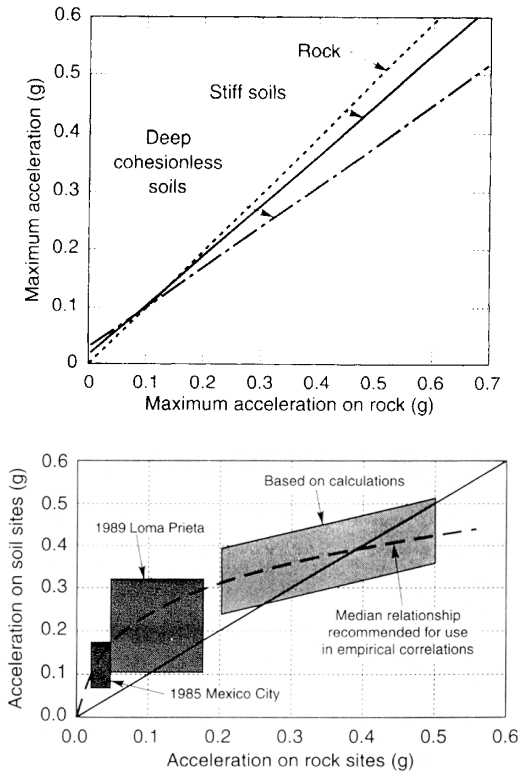 0.6
0.5
0.4
0.3
0.2
0.1
0
Maximum acceleration (g)
Rock
Stiff soils
Deep
cohesionless
soils
0 0.1 0.2 0.3 0.4 0.5 0.6 0.7
Maximum acceleration on rock (g)
0.6
0.5
0.4
0.3
0.2
0.1
0.0
Acceleration on soil sites (g)
Based on calculations
1989 Loma Prieta
Median relationship
recommended for use
in empirical correlations
1985 Mexico City
0.0 0.1 0.2 0.3 0.4 0.5 0.6
Acceleration on rock sites (g)